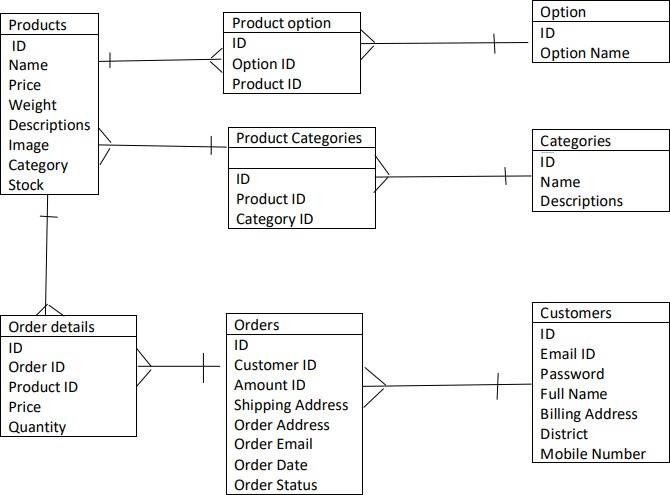 Products
ID
Name
Price
Weight
Descriptions
Image
Category
Stock
Product option
ID
Option ID
Product ID
Option
ID
Option Name
Product Categories
ID
Product ID
Category ID
Categories
ID
Name
Descriptions
Order details
ID
Order ID
Product ID
Price
Quantity
Orders
ID
Customer ID
Amount ID
Shipping Address
Order Address
Order Email
Order Date
Order Status
Customers
ID
Email ID
Password
Full Name
Billing Address
District
Mobile Number